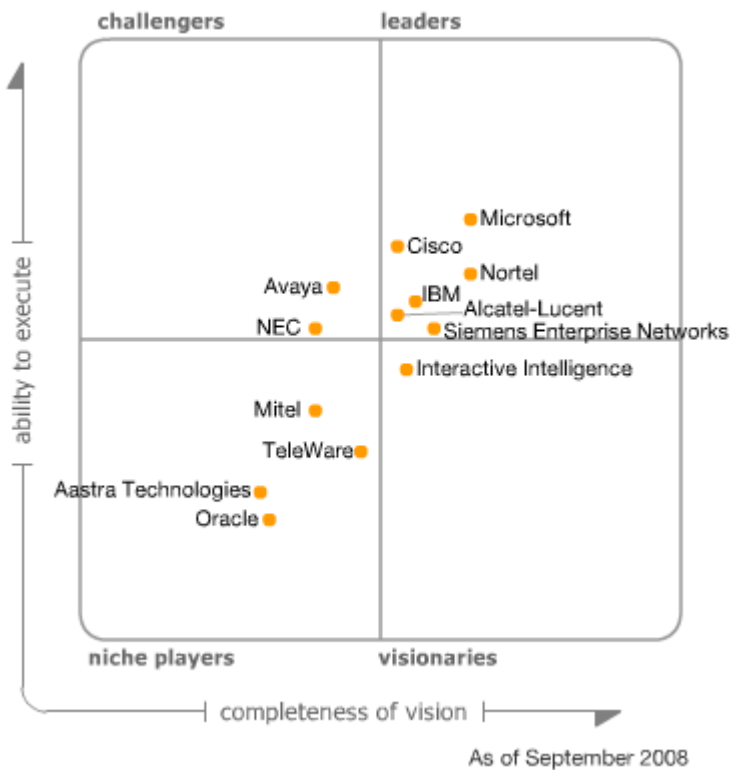 challengers
leaders
ability to execute
Microsoft
Cisco
Nortel
Avaya
IBM
Alcatel-Lucent
NEC
Siemens Enterprise Networks
Interactive Intelligence
Mitel
TeleWare
Aastra Technologies
Oracle
niche players
visionaries
completeness of vision
As of September 2008